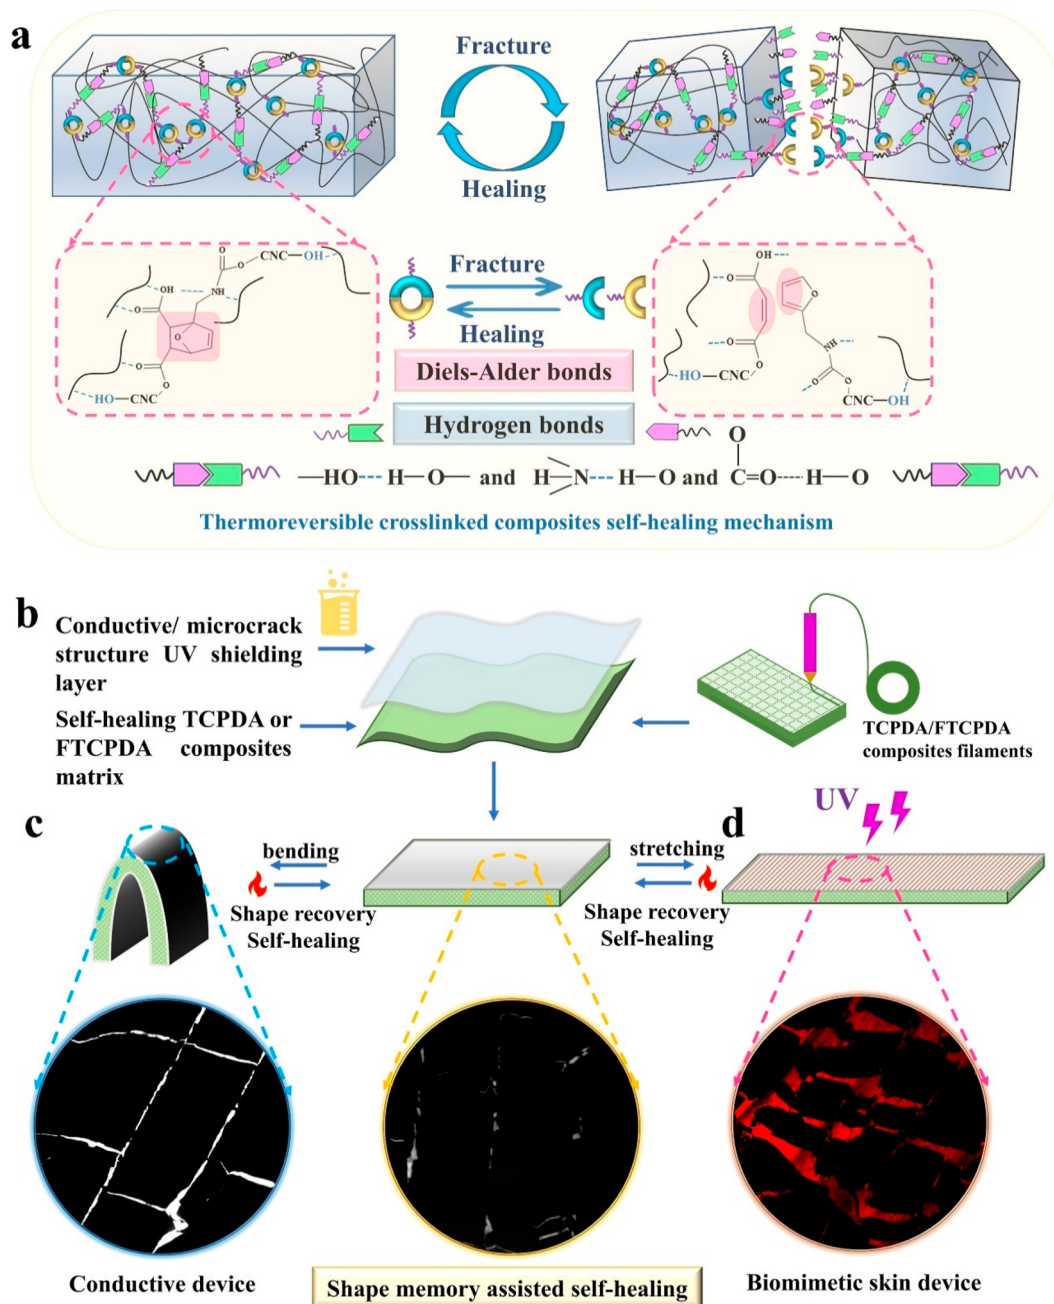 a
Fracture
Healing
O
O
CNC—OH
OH
NH
O
O
O
O
HO—CNC
Fracture
Healing
Diels-Alder bonds
Hydrogen bonds
OH
O
O
O
O
NH
HO—CNC
O
O
CNC—OH
O
—HO---H—O— and H—N---H—O and C=O----H—O
H
Thermoreversible crosslinked composites self-healing mechanism
b
Conductive/ microcrack
structure UV shielding
layer
Self-healing TCPDA or
FTCPDA composites
matrix
TCPDA/FTCPDA
composites filaments
c
bending
Shape recovery
Self-healing
stretching
Shape recovery
Self-healing
d
UV
Conductive device
Shape memory assisted self-healing
Biomimetic skin device